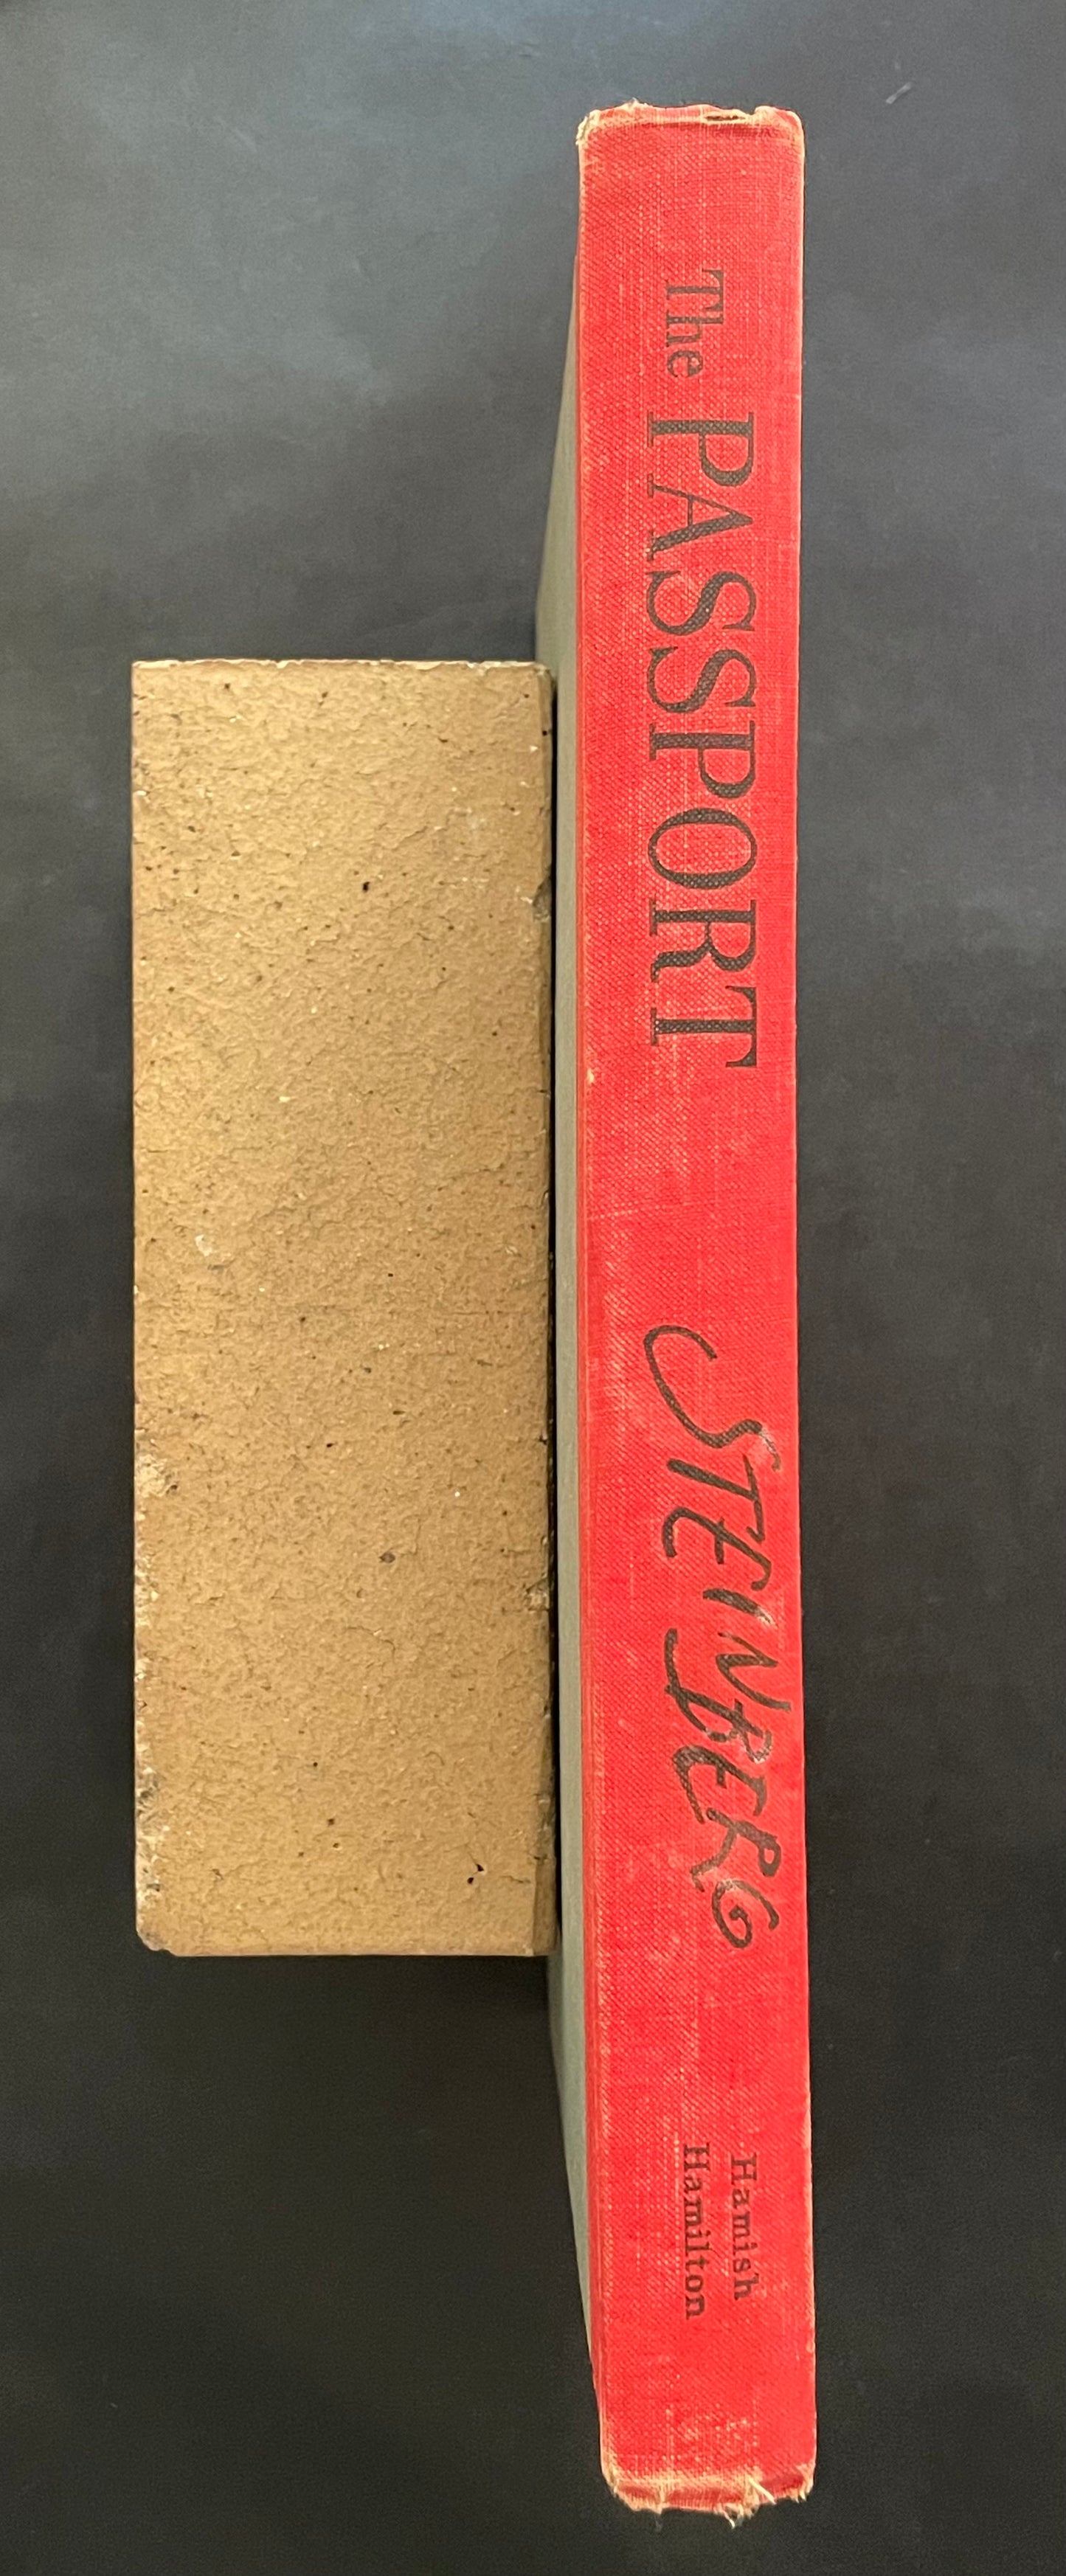 The PASSPORT
STEINBERG
Hamish
Hamilton